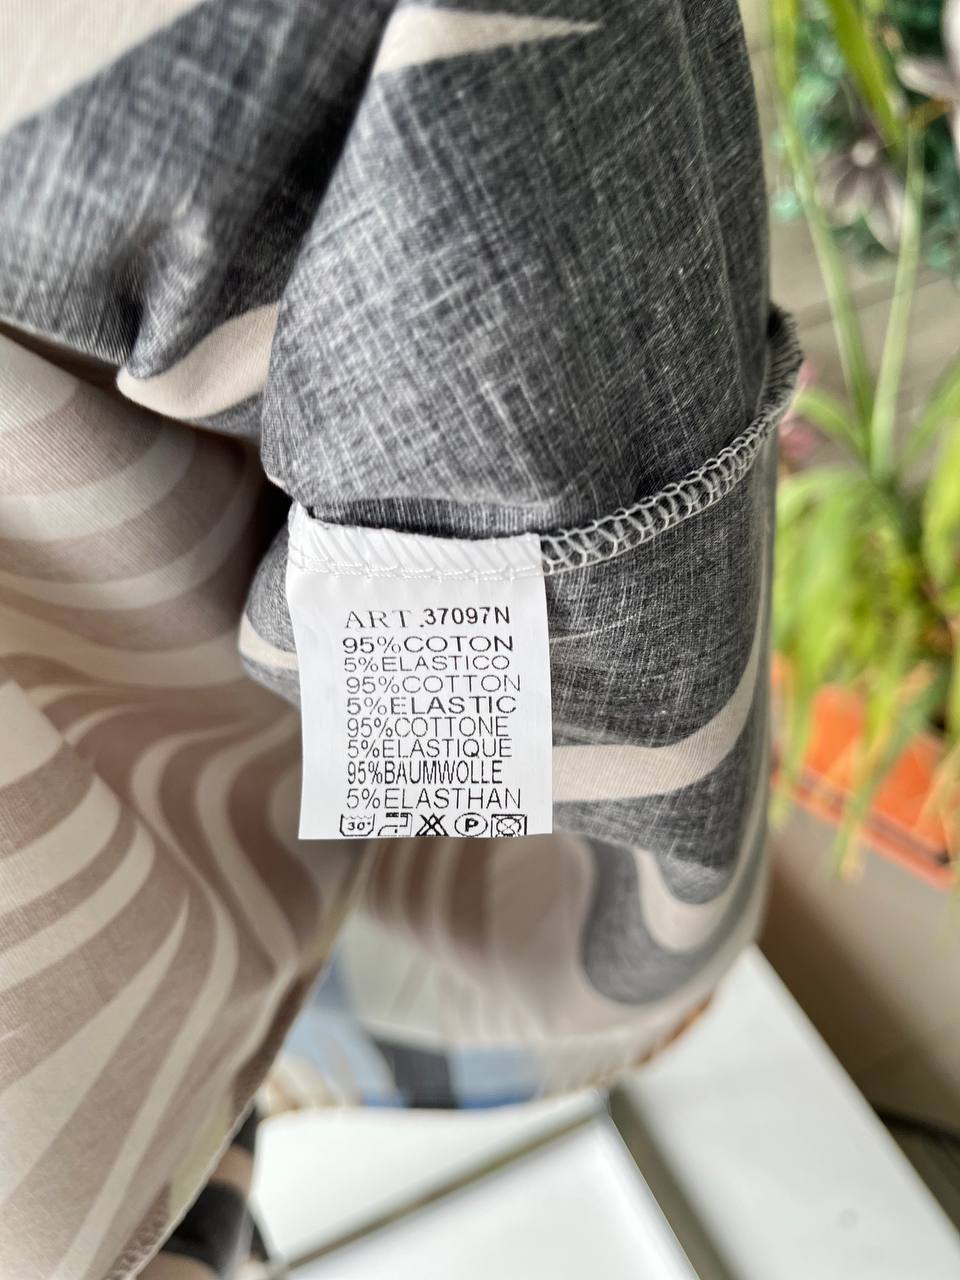 ART.37097N
95%COTON
5%ELASTICO
95%COTTON
5%ELASTIC
95%COTTONE
5%ELASTIQUE
95%BAUMWOLLE
5%ELASTHAN
30° P